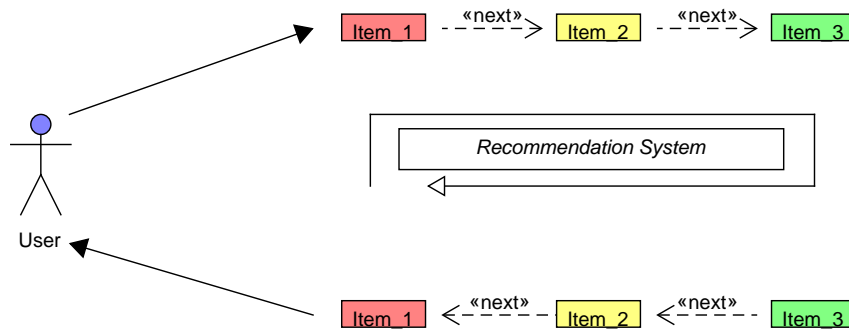 «next» «next»
Item_1 Item_2 Item_3
Recommendation System
User
«next» «next»
Item_1 Item_2 Item_3